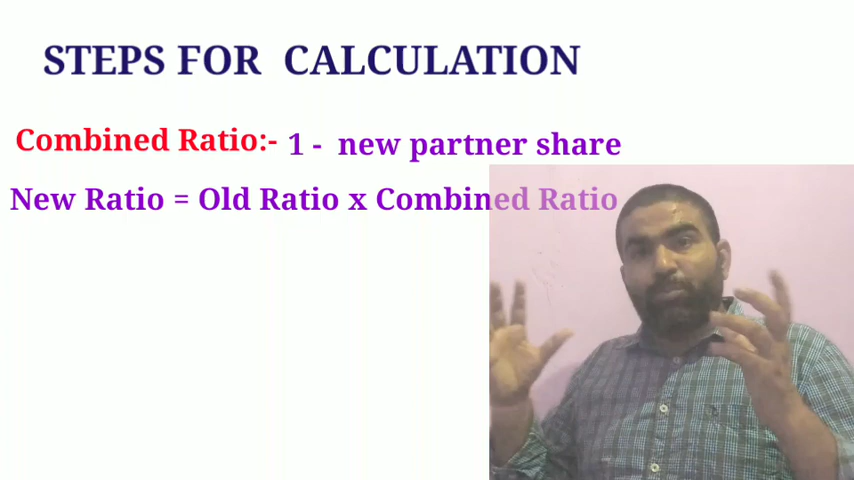 STEPS FOR CALCULATION
Combined Ratio:- 1 - new partner share
New Ratio = Old Ratio x Combined Ratio